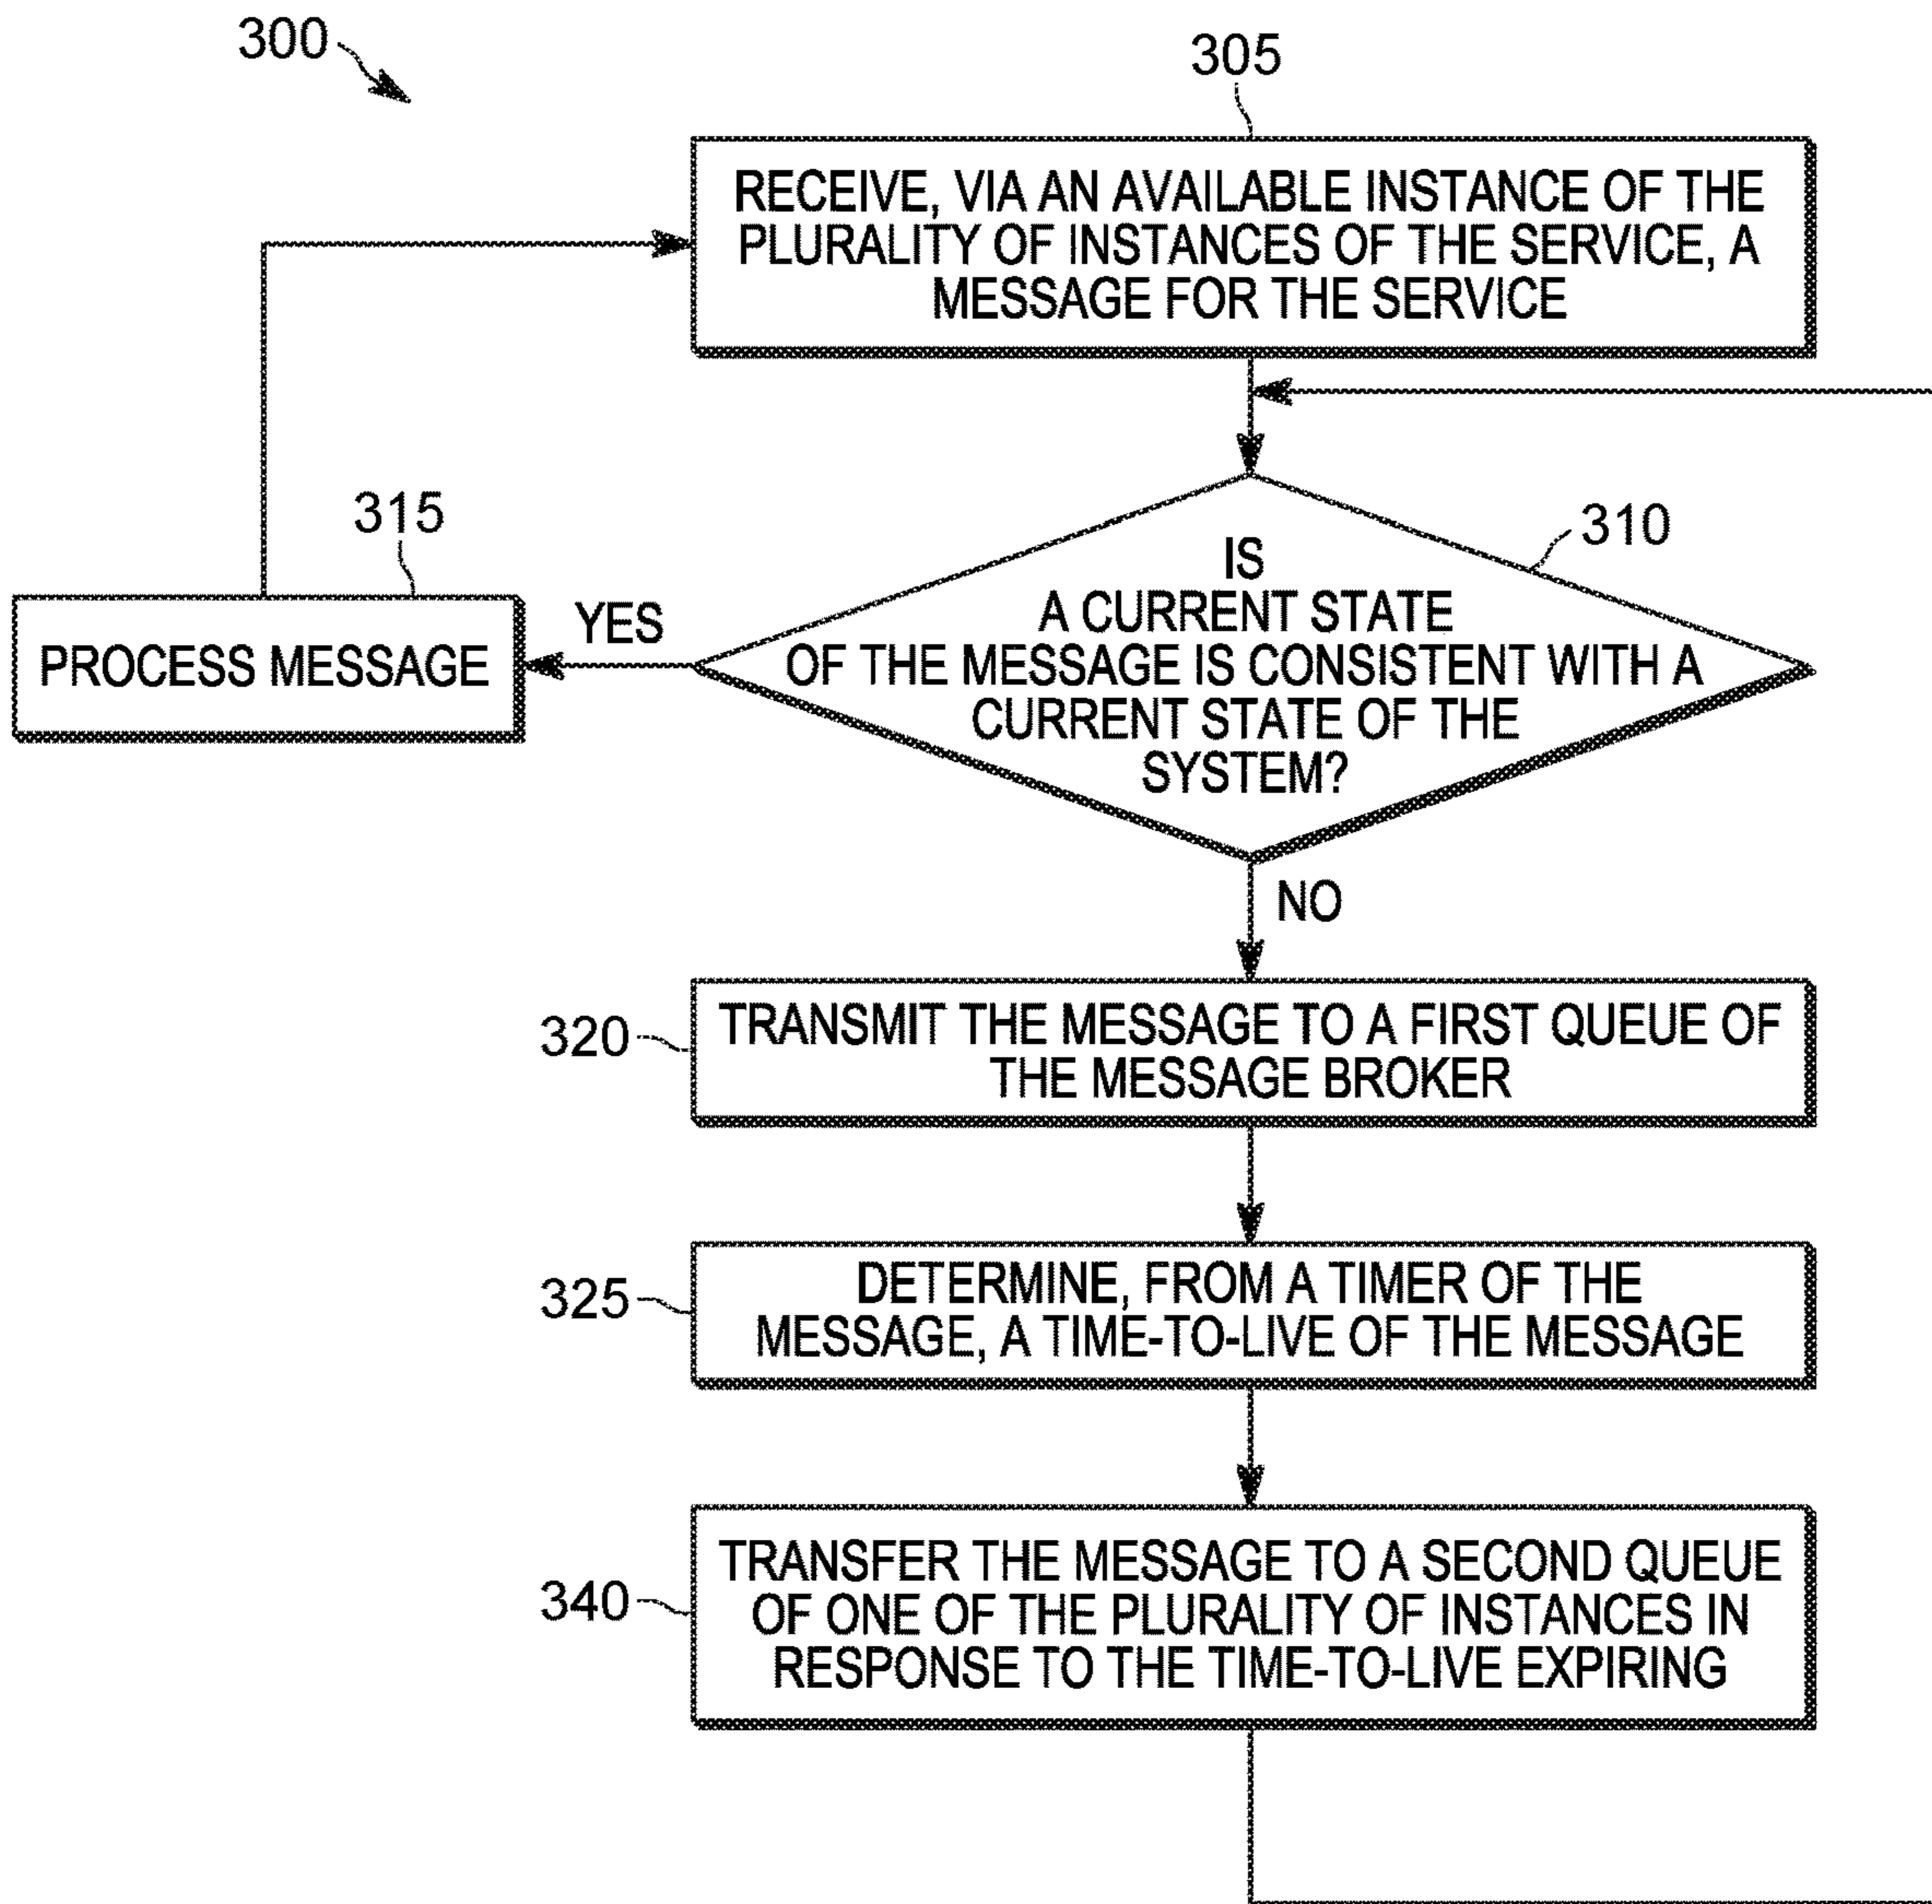 300
305
RECEIVE, VIA AN AVAILABLE INSTANCE OF THE
PLURALITY OF INSTANCES OF THE SERVICE, A
MESSAGE FOR THE SERVICE
310
IS
A CURRENT STATE
OF THE MESSAGE IS CONSISTENT WITH A
CURRENT STATE OF THE
SYSTEM?
315
YES
PROCESS MESSAGE
NO
320
TRANSMIT THE MESSAGE TO A FIRST QUEUE OF
THE MESSAGE BROKER
325
DETERMINE, FROM A TIMER OF THE
MESSAGE, A TIME-TO-LIVE OF THE MESSAGE
340
TRANSFER THE MESSAGE TO A SECOND QUEUE
OF ONE OF THE PLURALITY OF INSTANCES IN
RESPONSE TO THE TIME-TO-LIVE EXPIRING